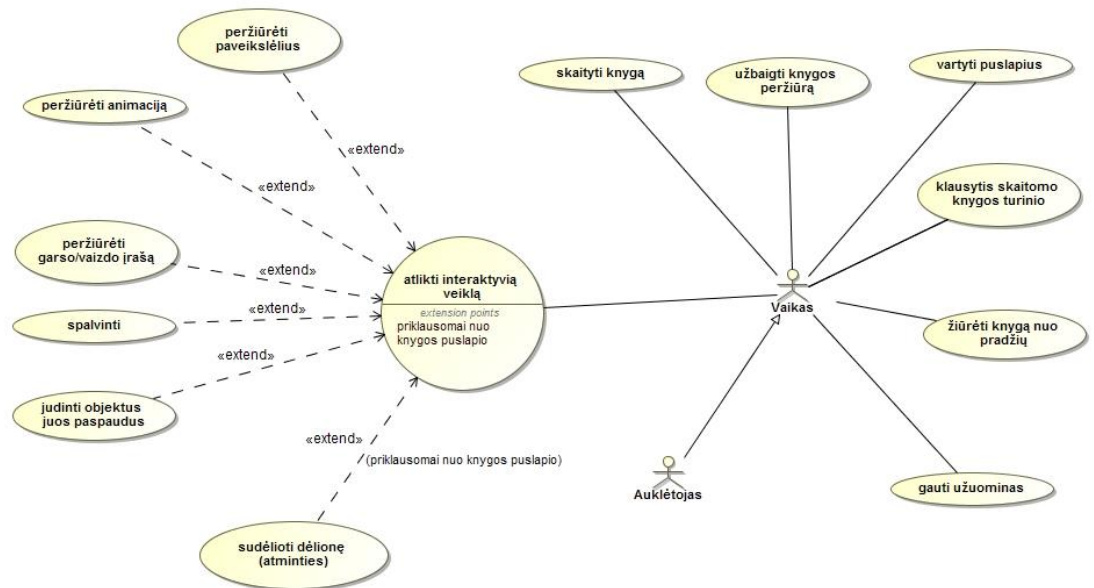 peržiūrėti
paveikslėlius
peržiūrėti animaciją
«extend»
«extend»
peržiūrėti
garso/vaizdo įrašą
«extend»
spalvinti
«extend»
judinti objektus
juos paspaudus
«extend»
sudėlioti dėlionę
(atminties)
«extend»
(priklausomai nuo knygos puslapio)
atlikti interaktyvią
veiklą
extension points
priklausomai nuo
knygos puslapio
skaityti knygą
užbaigti knygos
peržiūrą
vartyti puslapius
klausytis skaitomo
knygos turinio
Vaikas
žiūrėti knygą nuo
pradžių
Auklėtojas
gauti užuominas